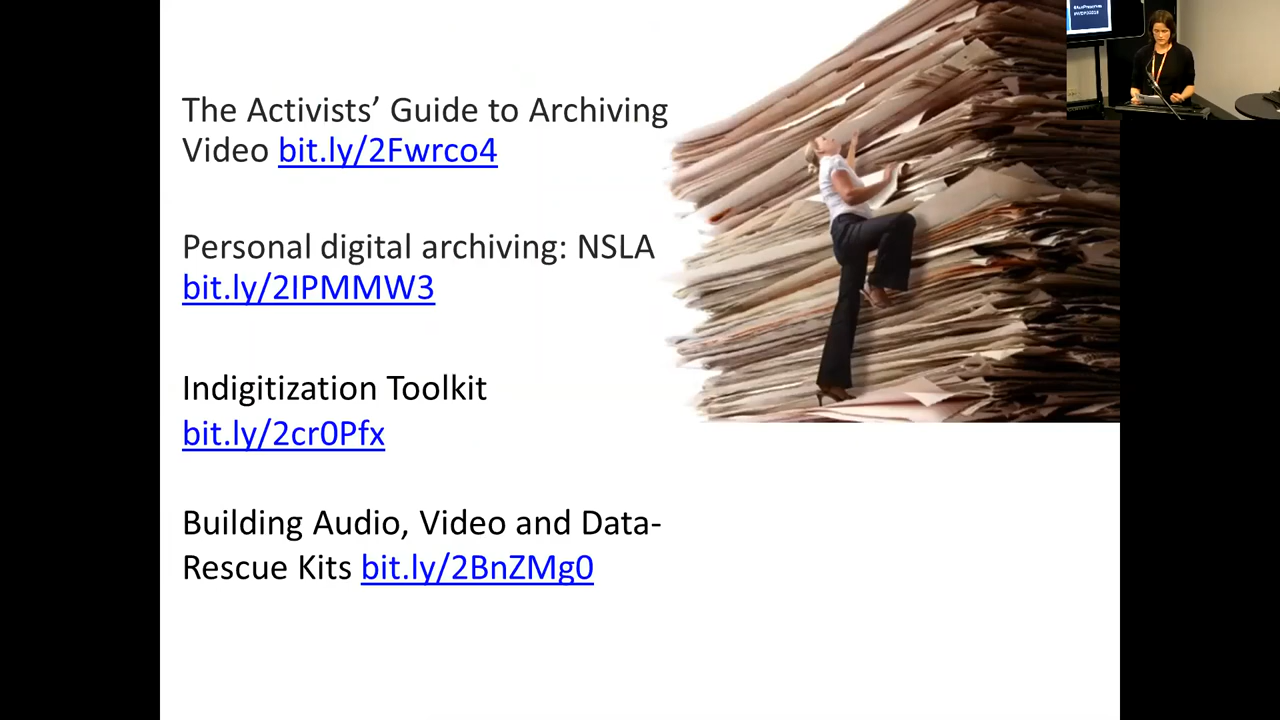 The Activists’ Guide to Archiving
Video bit.ly/2Fwrco4
Personal digital archiving: NSLA
bit.ly/2IPMMW3
Indigitization Toolkit
bit.ly/2cr0Pfx
Building Audio, Video and Data-
Rescue Kits bit.ly/2BnZMg0